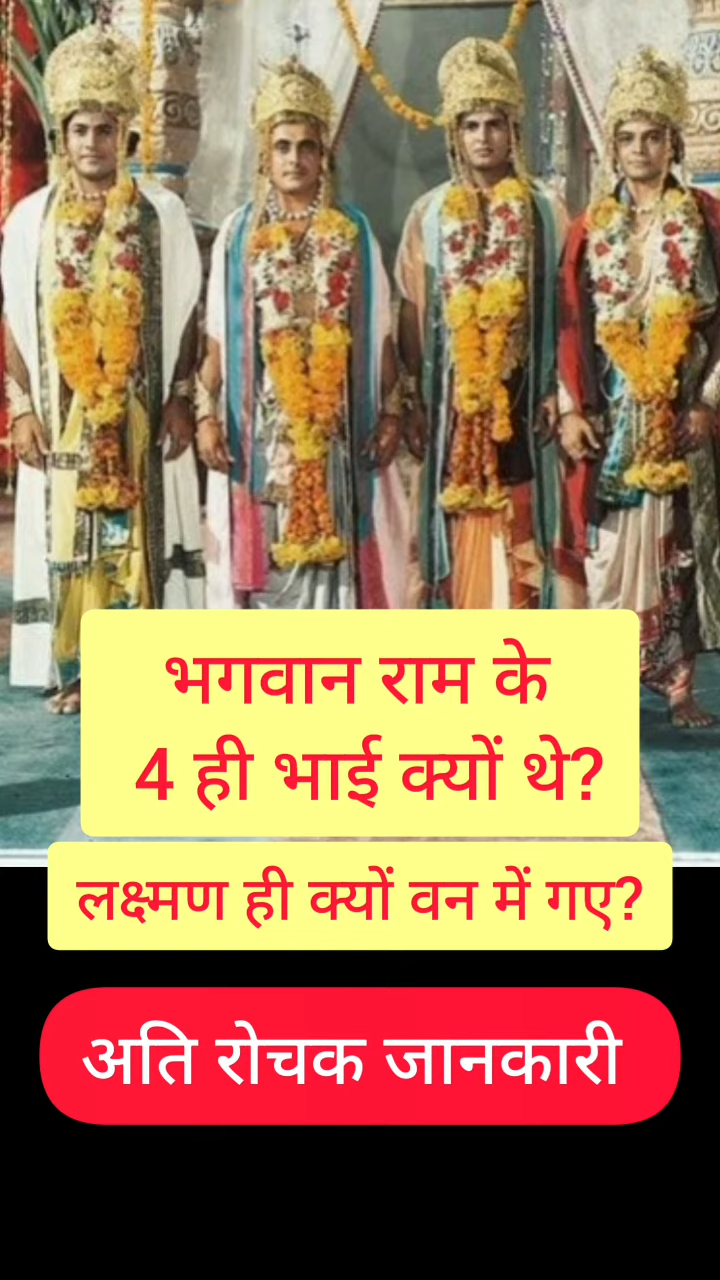 भगवान राम के
4 ही भाई क्यों थे?
लक्ष्मण ही क्यों वन में गए?
अति रोचक जानकारी